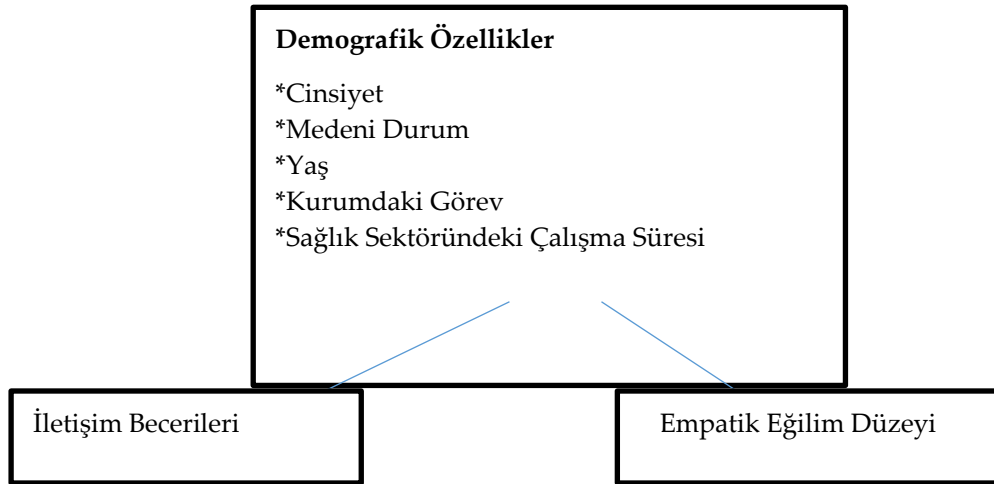 Demografik Özellikler
*Cinsiyet
*Medeni Durum
*Yaş
*Kurumdaki Görev
*Sağlık Sektöründeki Çalışma Süresi
İletişim Becerileri
Empatik Eğilim Düzeyi